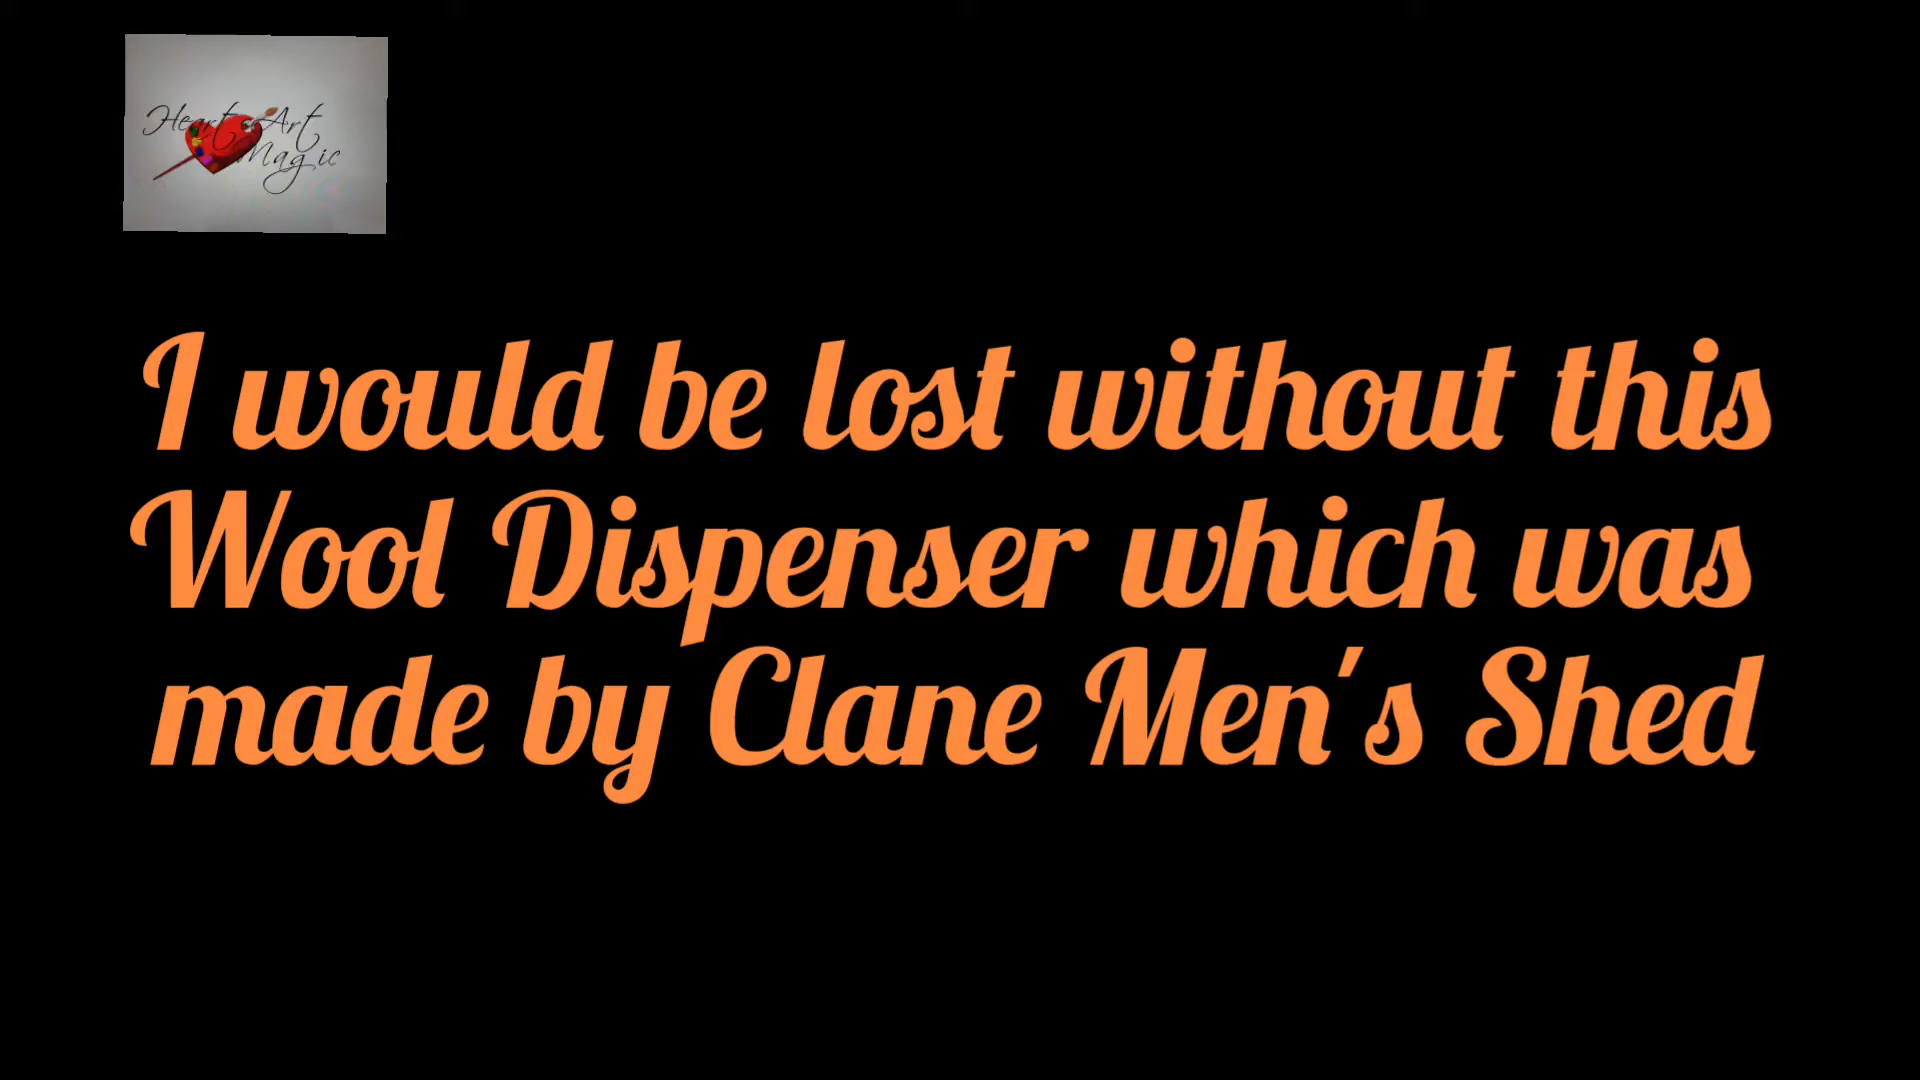 Heart's Art
Magic
I would be lost without this
Wool Dispenser which was
made by Clane Men's Shed